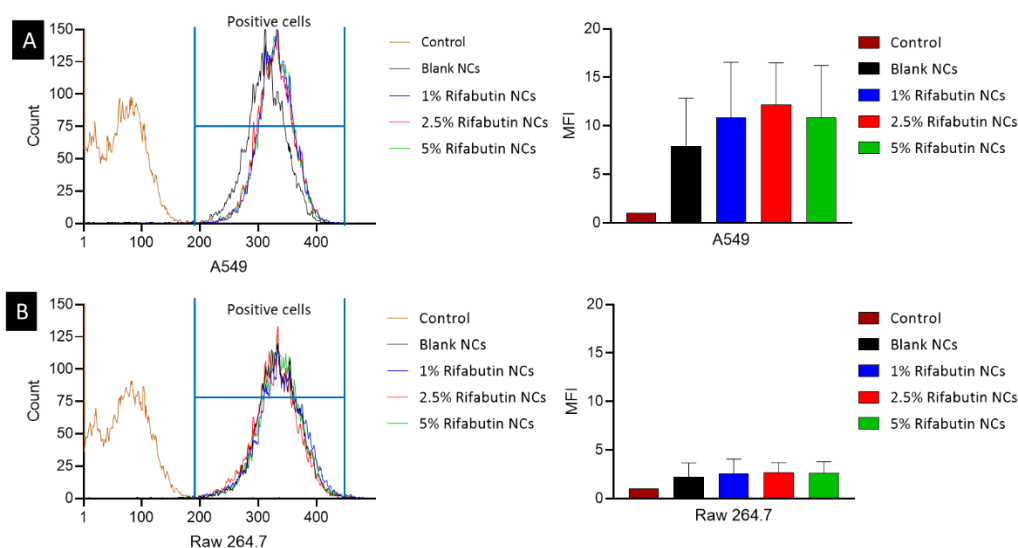 A
Positive cells
150
125
100
75
50
25
0
Count
1
100
200
300
400
A549
Control
Blank NCs
1% Rifabutin NCs
2.5% Rifabutin NCs
5% Rifabutin NCs
20
15
10
5
0
MFI
A549
Control
Blank NCs
1% Rifabutin NCs
2.5% Rifabutin NCs
5% Rifabutin NCs
B
Positive cells
150
125
100
75
50
25
0
Count
1
100
200
300
400
Raw 264.7
Control
Blank NCs
1% Rifabutin NCs
2.5% Rifabutin NCs
5% Rifabutin NCs
20
15
10
5
0
MFI
Raw 264.7
Control
Blank NCs
1% Rifabutin NCs
2.5% Rifabutin NCs
5% Rifabutin NCs